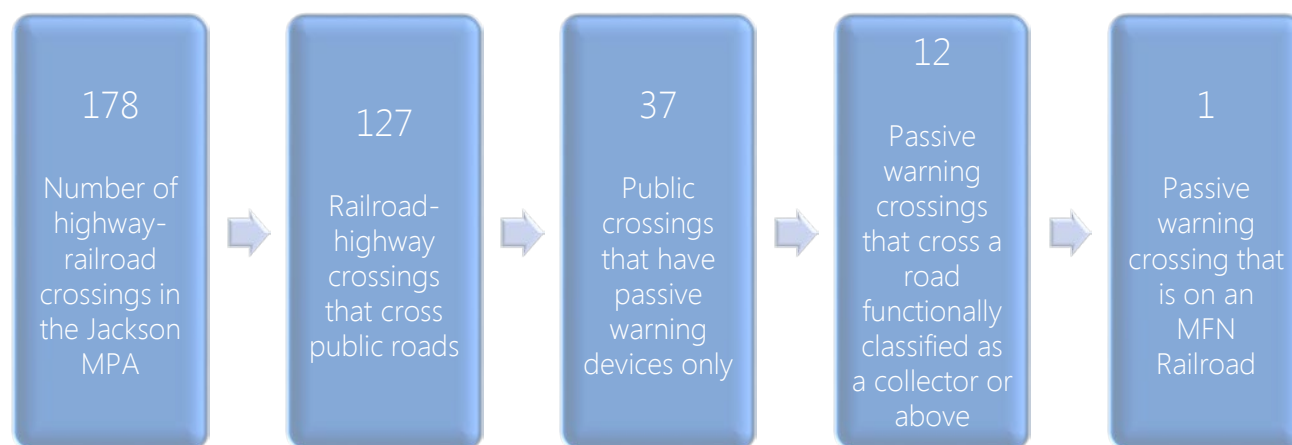 178
Number of
highway-
railroad
crossings in
the Jackson
MPA
127
Railroad-
highway
crossings
that cross
public roads
37
Public
crossings
that have
passive
warning
devices only
12
Passive
warning
crossings
that cross a
road
functionally
classified as
a collector or
above
1
Passive
warning
crossing that
is on an
MFN
Railroad